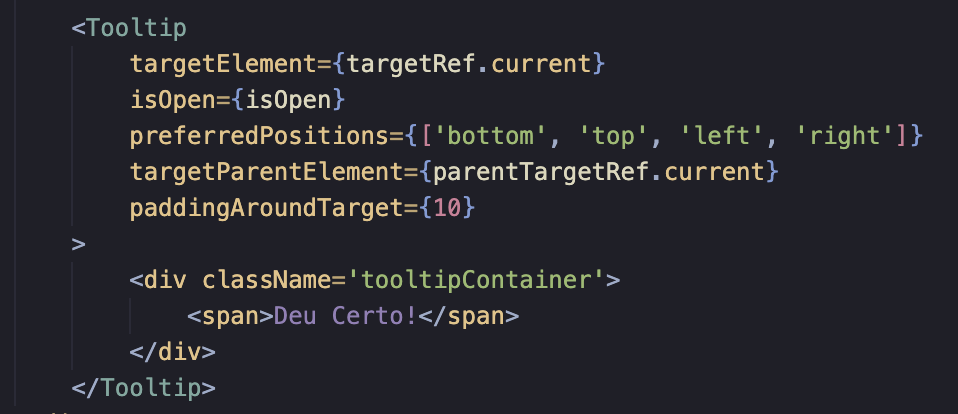 <Tooltip
targetElement={targetRef.current}
isOpen={isOpen}
preferredPositions={['bottom', 'top', 'left', 'right']}
targetParentElement={parentTargetRef.current}
paddingAroundTarget={10}
>
<div className='tooltipContainer'>
<span>Deu Certo!</span>
</div>
</Tooltip>